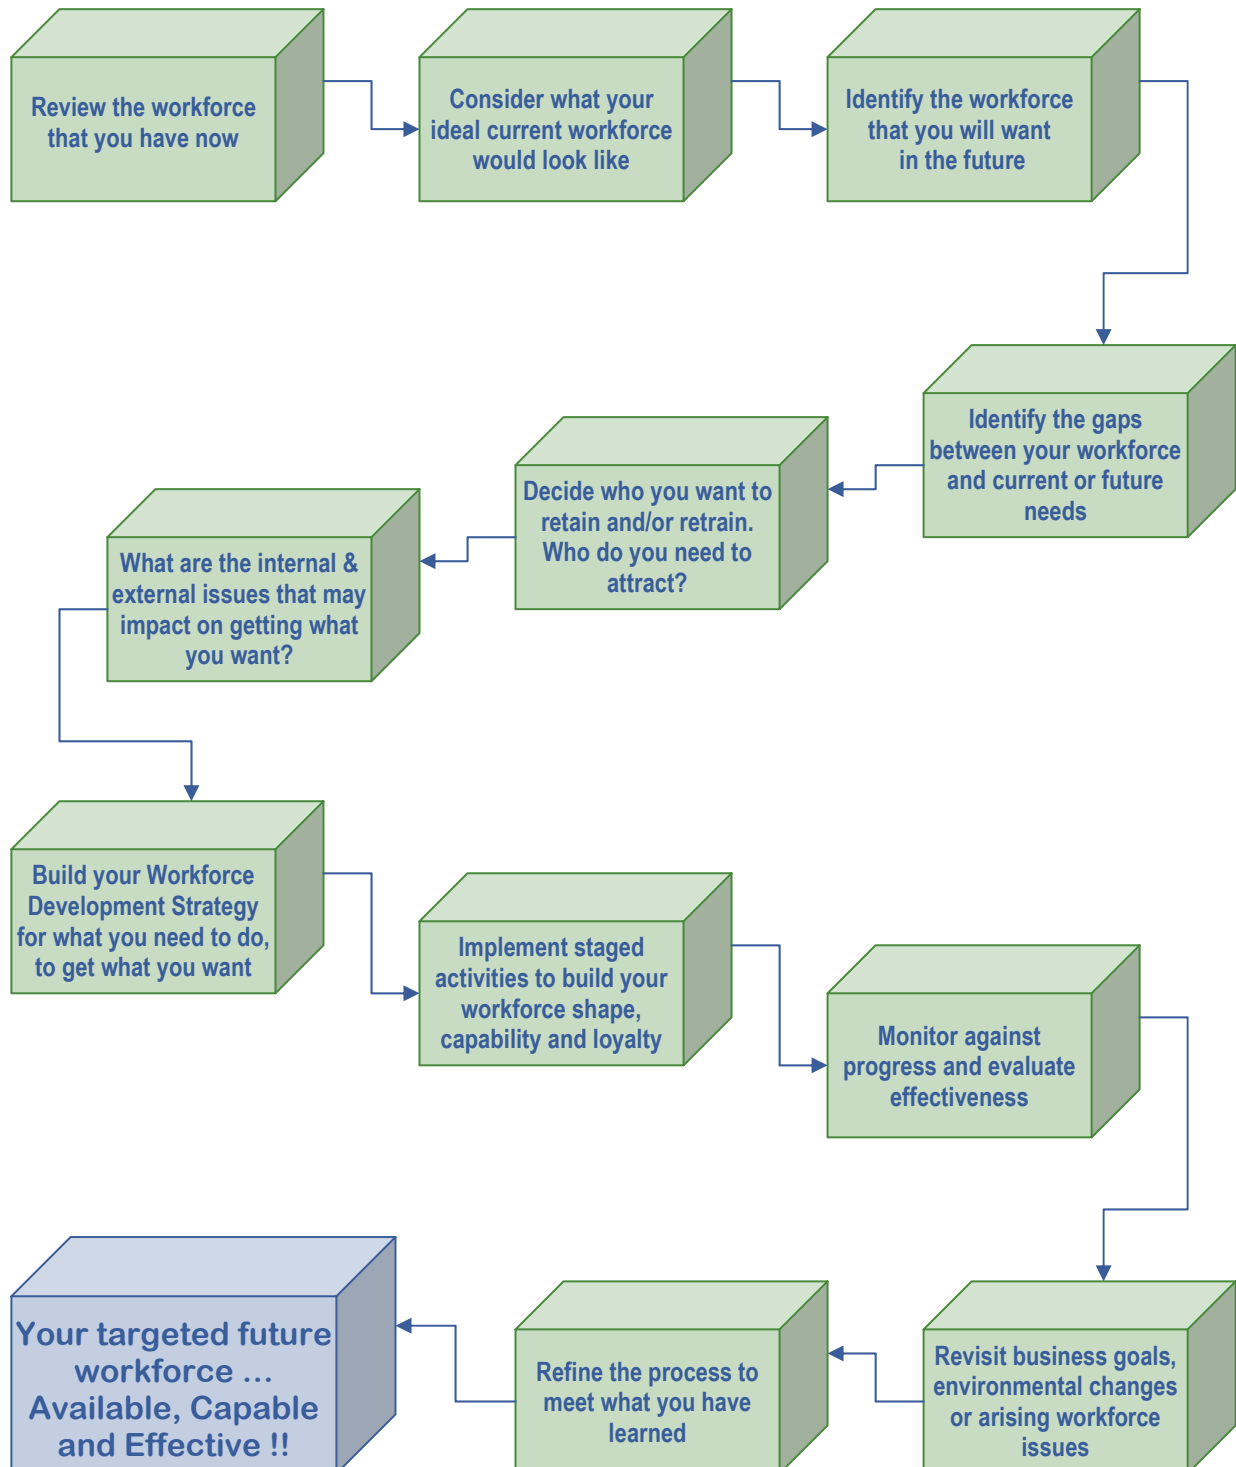 Review the workforce
that you have now
Consider what your
ideal current workforce
would look like
Identify the workforce
that you will want
in the future
Identify the gaps
between your workforce
and current or future
needs
Decide who you want to
retain and/or retrain.
Who do you need to
attract?
What are the internal &
external issues that may
impact on getting what
you want?
Build your Workforce
Development Strategy
for what you need to do,
to get what you want
Implement staged
activities to build your
workforce shape,
capability and loyalty
Monitor against
progress and evaluate
effectiveness
Revisit business goals,
environmental changes
or arising workforce
issues
Refine the process to
meet what you have
learned
Your targeted future
workforce ...
Available, Capable
and Effective !!